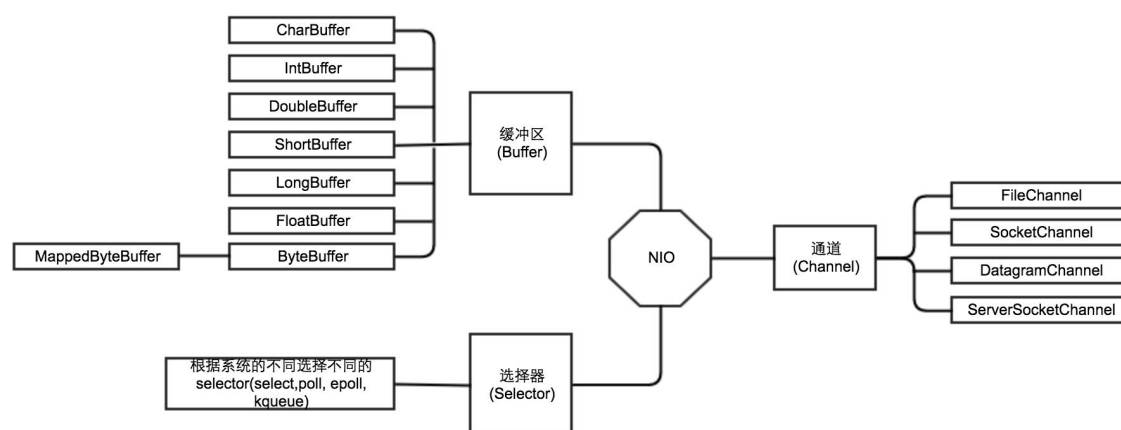 CharBuffer
IntBuffer
DoubleBuffer
ShortBuffer
LongBuffer
FloatBuffer
MappedByteBuffer
ByteBuffer
缓冲区
(Buffer)
NIO
通道
(Channel)
FileChannel
SocketChannel
DatagramChannel
ServerSocketChannel
根据系统的不同选择不同的
selector(select,poll, epoll,
kqueue)
选择器
(Selector)